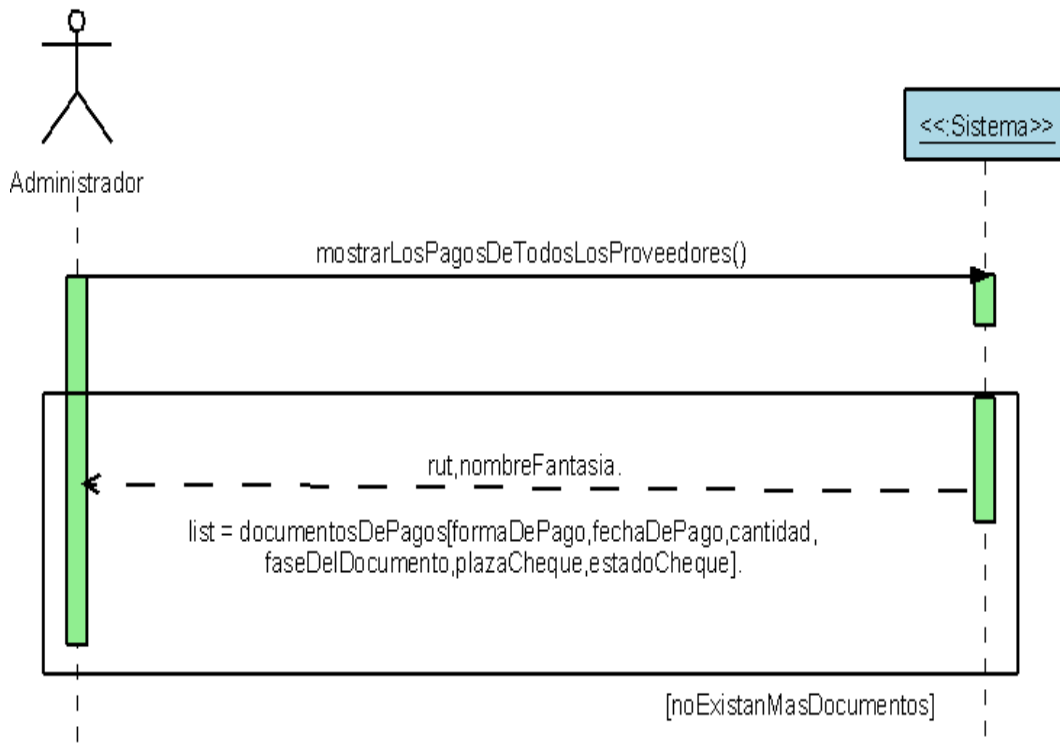 <<:Sistema>>
Administrador
mostrarLosPagosDeTodosLosProveedores()
rut,nombreFantasia.
list = documentosDePagos[formaDePago,fechaDePago,cantidad,
faseDelDocumento,plazaCheque,estadoCheque].
[noExistanMasDocumentos]